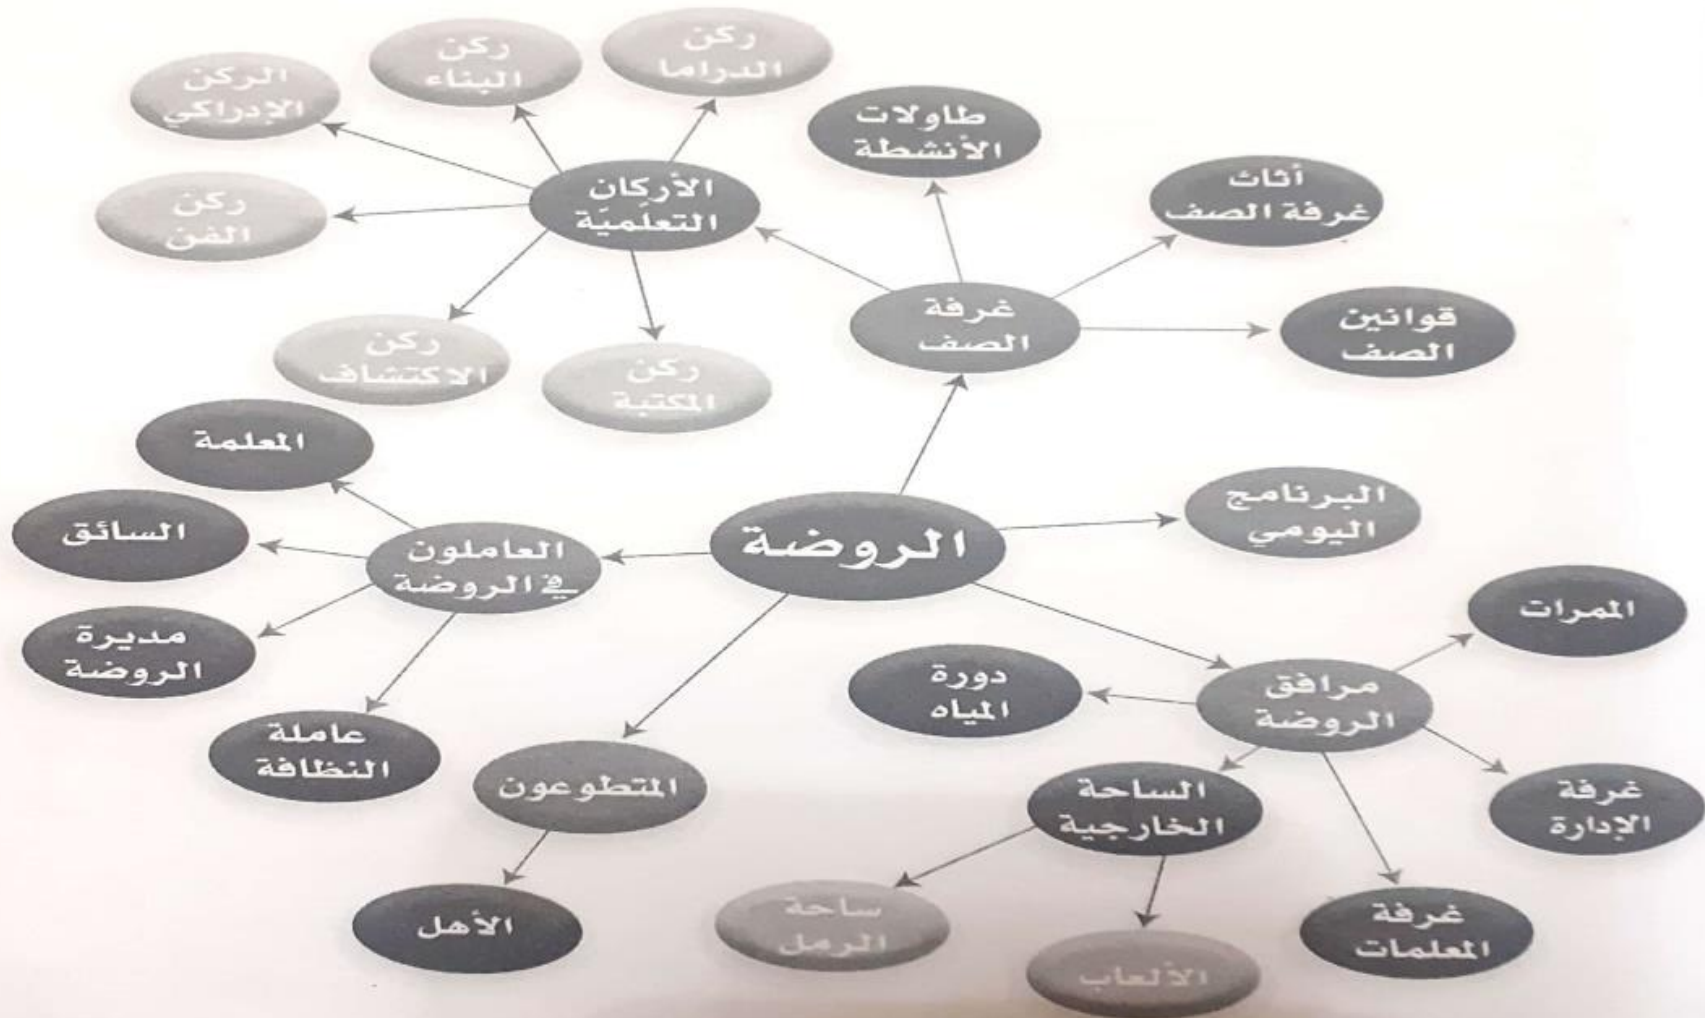 ركن
الدراما
ركن
البناء
الركن
الإدراكي
ركن
الفن
ركن
الاكتشاف
ركن
المكتبة
الأركان
التعلميّة
طاولات
الأنشطة
أثاث
غرفة الصف
قوانين
الصف
غرفة
الصف
الروضة
البرنامج
اليومي
العاملون
في الروضة
المعلمة
السائق
مديرة
الروضة
عاملة
النظافة
المتطوعون
الأهل
مرافق
الروضة
الممرات
دورة
المياه
غرفة
الإدارة
غرفة
المعلمات
الساحة
الخارجية
ساحة
الرمل
الألعاب